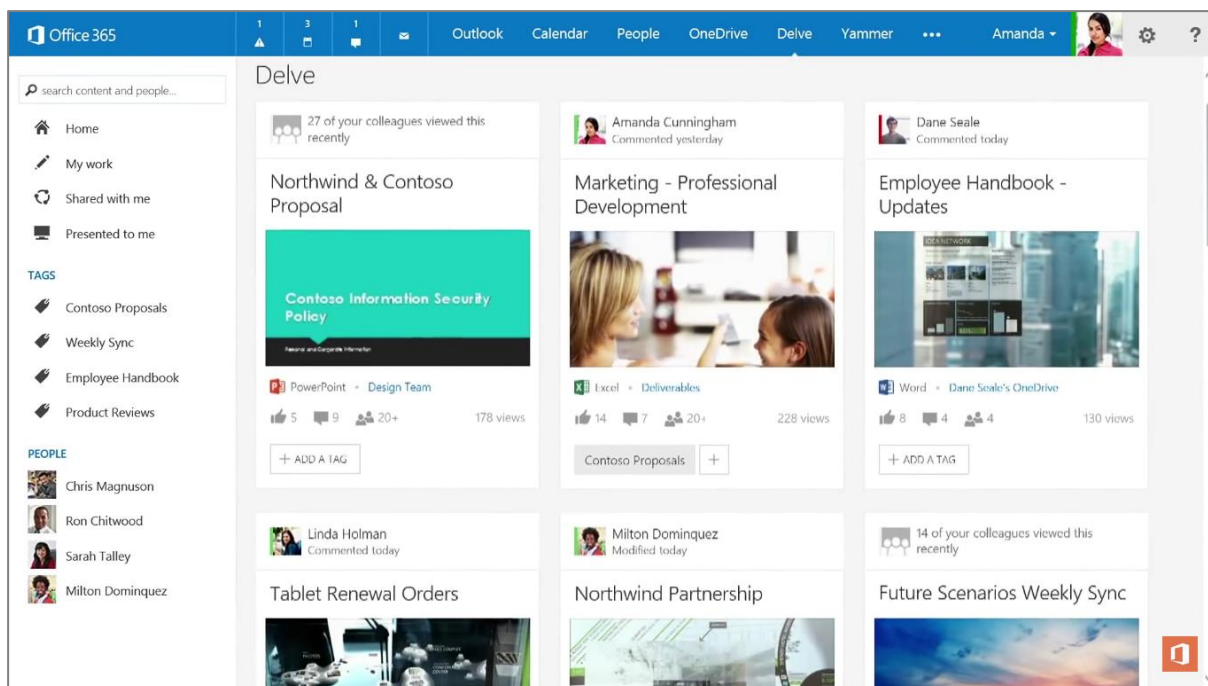 Office 365
1
3
1
Outlook
Calendar
People
OneDrive
Delve
Yammer
•••
Amanda
?
search content and people...
Home
My work
Shared with me
Presented to me
TAGS
Contoso Proposals
Weekly Sync
Employee Handbook
Product Reviews
PEOPLE
Chris Magnuson
Ron Chitwood
Sarah Talley
Milton Dominquez
Delve
27 of your colleagues viewed this
recently
Northwind & Contoso
Proposal
Contoso Information Security
Policy
Personal and Corporate Information
PowerPoint • Design Team
5 9 20+ 178 views
+ ADD A TAG
Amanda Cunningham
Commented yesterday
Marketing - Professional
Development
Excel • Deliverables
14 7 20+ 228 views
Contoso Proposals +
Dane Seale
Commented today
Employee Handbook -
Updates
IDEA NETWORK
Word • Dane Seale's OneDrive
8 4 4 130 views
+ ADD A TAG
Linda Holman
Commented today
Tablet Renewal Orders
Milton Dominquez
Modified today
Northwind Partnership
14 of your colleagues viewed this
recently
Future Scenarios Weekly Sync